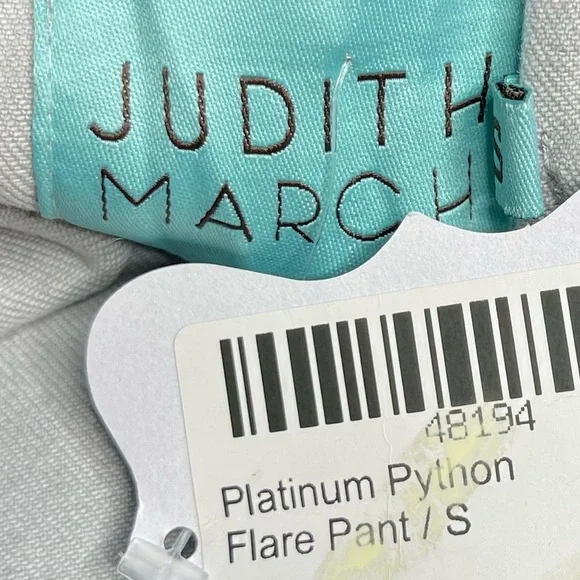 JUDITH
MARCH
S
48194
Platinum Python
Flare Pant / S